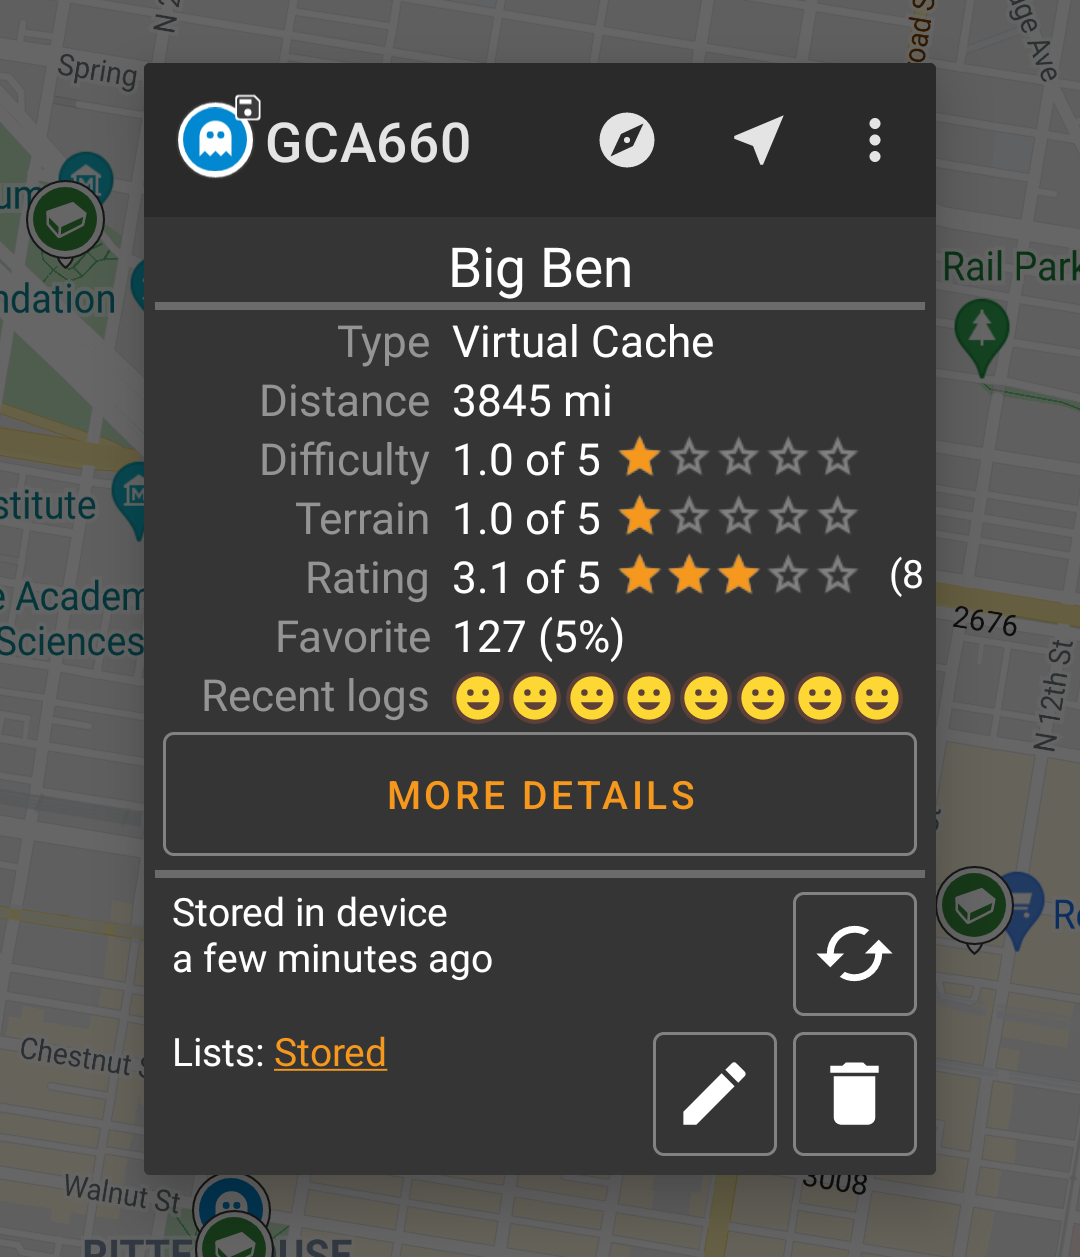 N 2
Spring
road S
dge Ave
GCA660
um
ndation
Rail Park
Big Ben
Type Virtual Cache
Distance 3845 mi
Difficulty 1.0 of 5
Terrain 1.0 of 5
Rating 3.1 of 5 (8
Favorite 127 (5%)
Recent logs
stitute
e Academ
Sciences
2676
N 12th St
MORE DETAILS
Stored in device
a few minutes ago
Re
Lists: Stored
Chestnut S
Walnut St
3008
RITTE
USE